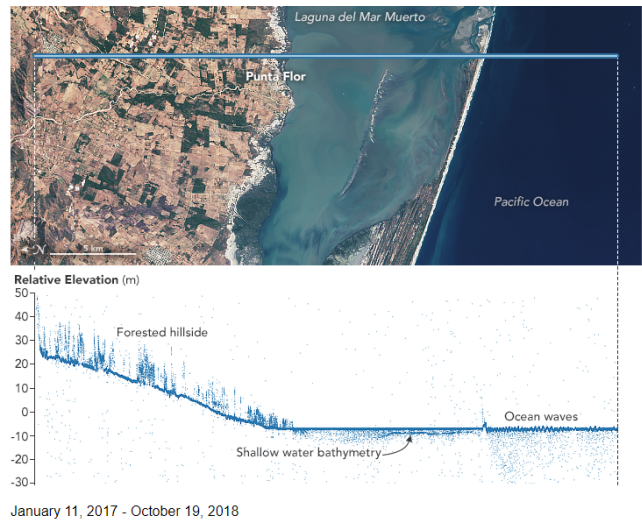 Laguna del Mar Muerto
Punta Flor
Pacific Ocean
N
5 km
Relative Elevation (m)
50
40
30
20
10
0
-10
-20
-30
Forested hillside
Ocean waves
Shallow water bathymetry
January 11, 2017 - October 19, 2018